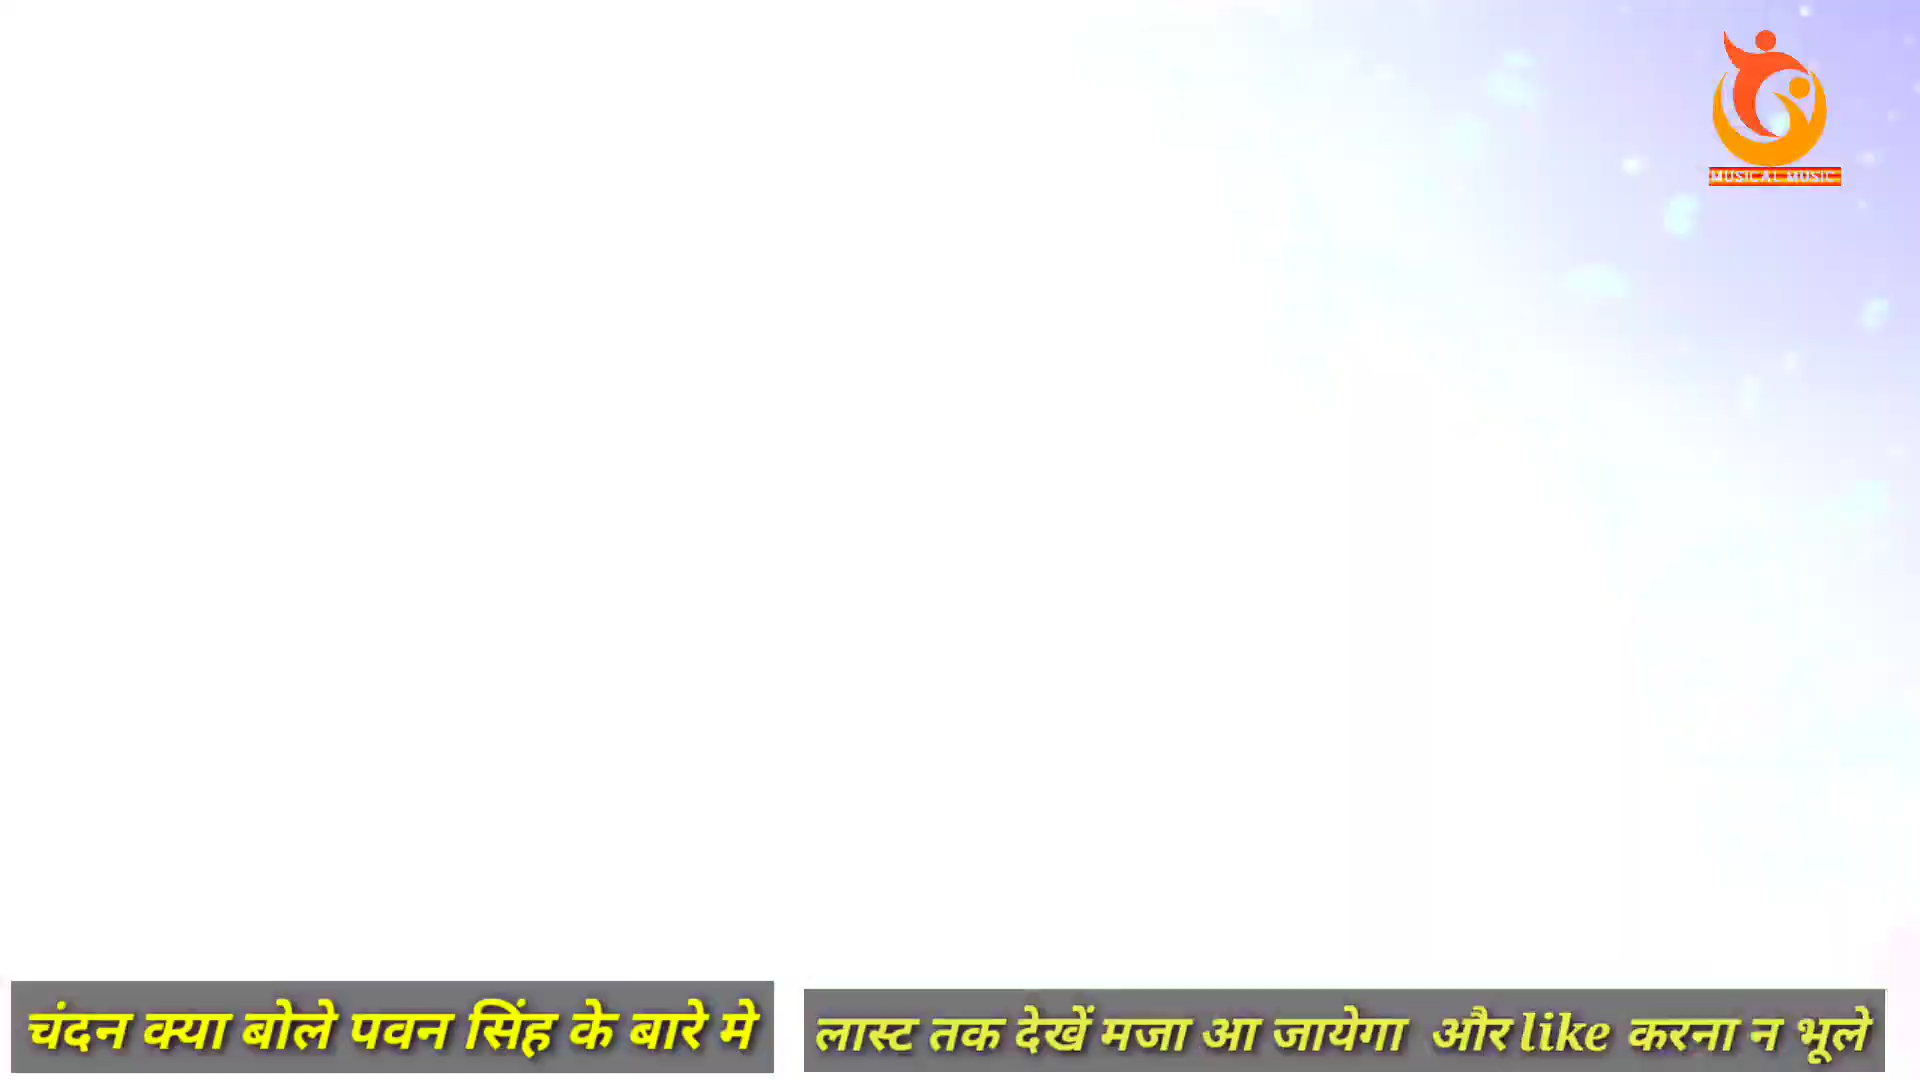 MUSICAL MUSIC
चंदन क्या बोले पवन सिंह के बारे मे
लास्ट तक देखें मजा आ जायेगा और like करना न भूले